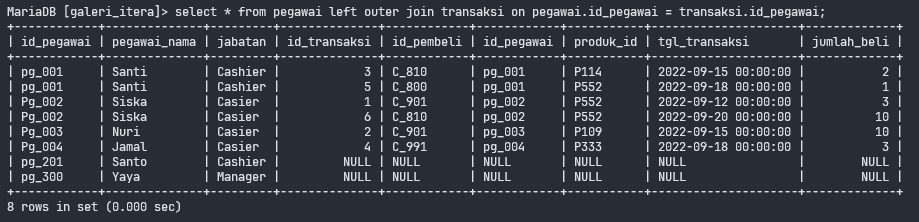 MariaDB [galeri_itera]> select * from pegawai left outer join transaksi on pegawai.id_pegawai = transaksi.id_pegawai;
+------------+--------------+---------+--------------+------------+------------+-----------+---------------------+-------------+
| id_pegawai | pegawai_nama | jabatan | id_transaksi | id_pembeli | id_pegawai | produk_id | tgl_transaksi       | jumlah_beli |
+------------+--------------+---------+--------------+------------+------------+-----------+---------------------+-------------+
| pg_001     | Santi        | Cashier |            3 | C_810      | pg_001     | P114      | 2022-09-15 00:00:00 |           2 |
| pg_001     | Santi        | Cashier |            5 | C_800      | pg_001     | P552      | 2022-09-18 00:00:00 |           1 |
| Pg_002     | Siska        | Casier  |            1 | C_901      | pg_002     | P552      | 2022-09-12 00:00:00 |           3 |
| Pg_002     | Siska        | Casier  |            6 | C_810      | pg_002     | P552      | 2022-09-20 00:00:00 |          10 |
| Pg_003     | Nuri         | Casier  |            2 | C_901      | pg_003     | P109      | 2022-09-15 00:00:00 |          10 |
| Pg_004     | Jamal        | Casier  |            4 | C_991      | pg_004     | P333      | 2022-09-18 00:00:00 |           3 |
| pg_201     | Santo        | Cashier |         NULL | NULL       | NULL       | NULL      | NULL                |        NULL |
| pg_300     | Yaya         | Manager |         NULL | NULL       | NULL       | NULL      | NULL                |        NULL |
+------------+--------------+---------+--------------+------------+------------+-----------+---------------------+-------------+
8 rows in set (0.000 sec)